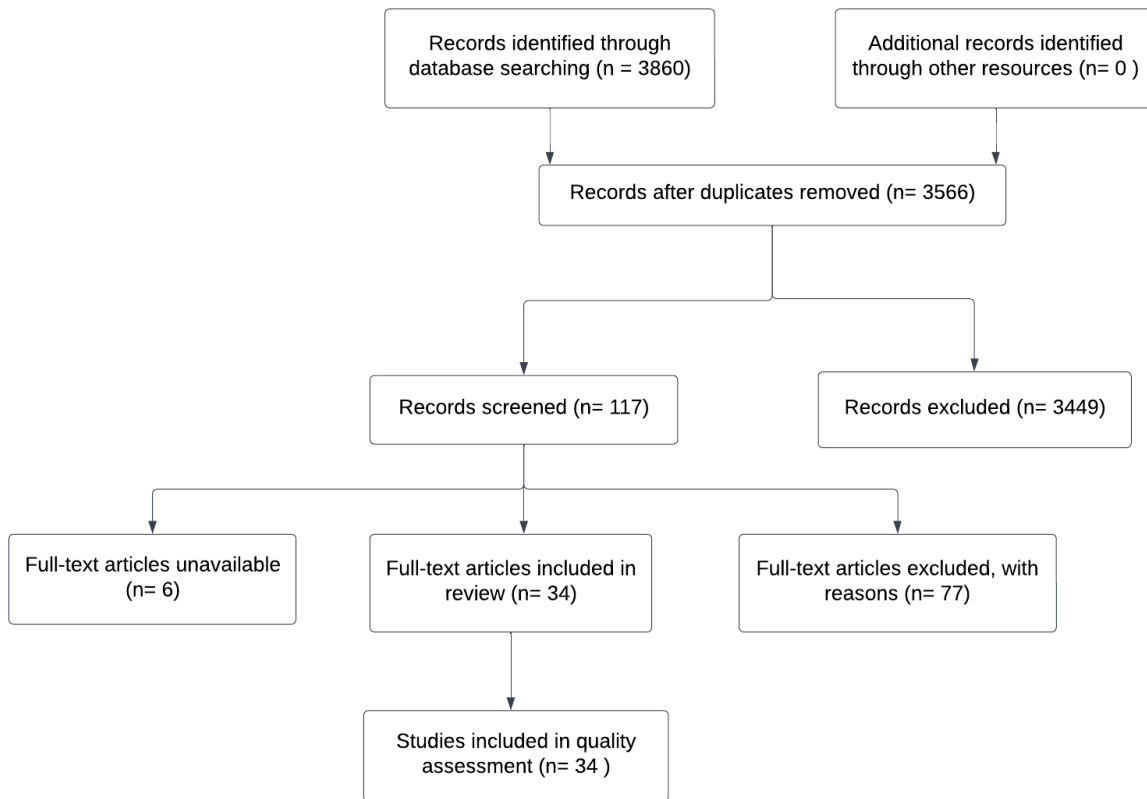 Records identified through
database searching (n = 3860)
Additional records identified
through other resources (n= 0 )
Records after duplicates removed (n= 3566)
Records screened (n= 117)
Records excluded (n= 3449)
Full-text articles unavailable
(n= 6)
Full-text articles included in
review (n= 34)
Full-text articles excluded, with
reasons (n= 77)
Studies included in quality
assessment (n= 34 )